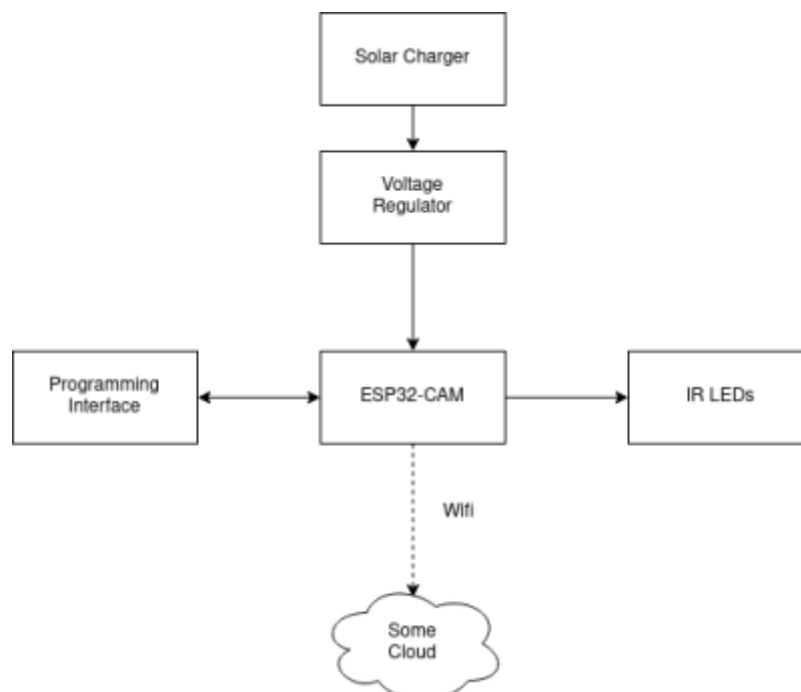 Solar Charger
Voltage
Regulator
Programming
Interface
ESP32-CAM
IR LEDs
Wifi
Some
Cloud